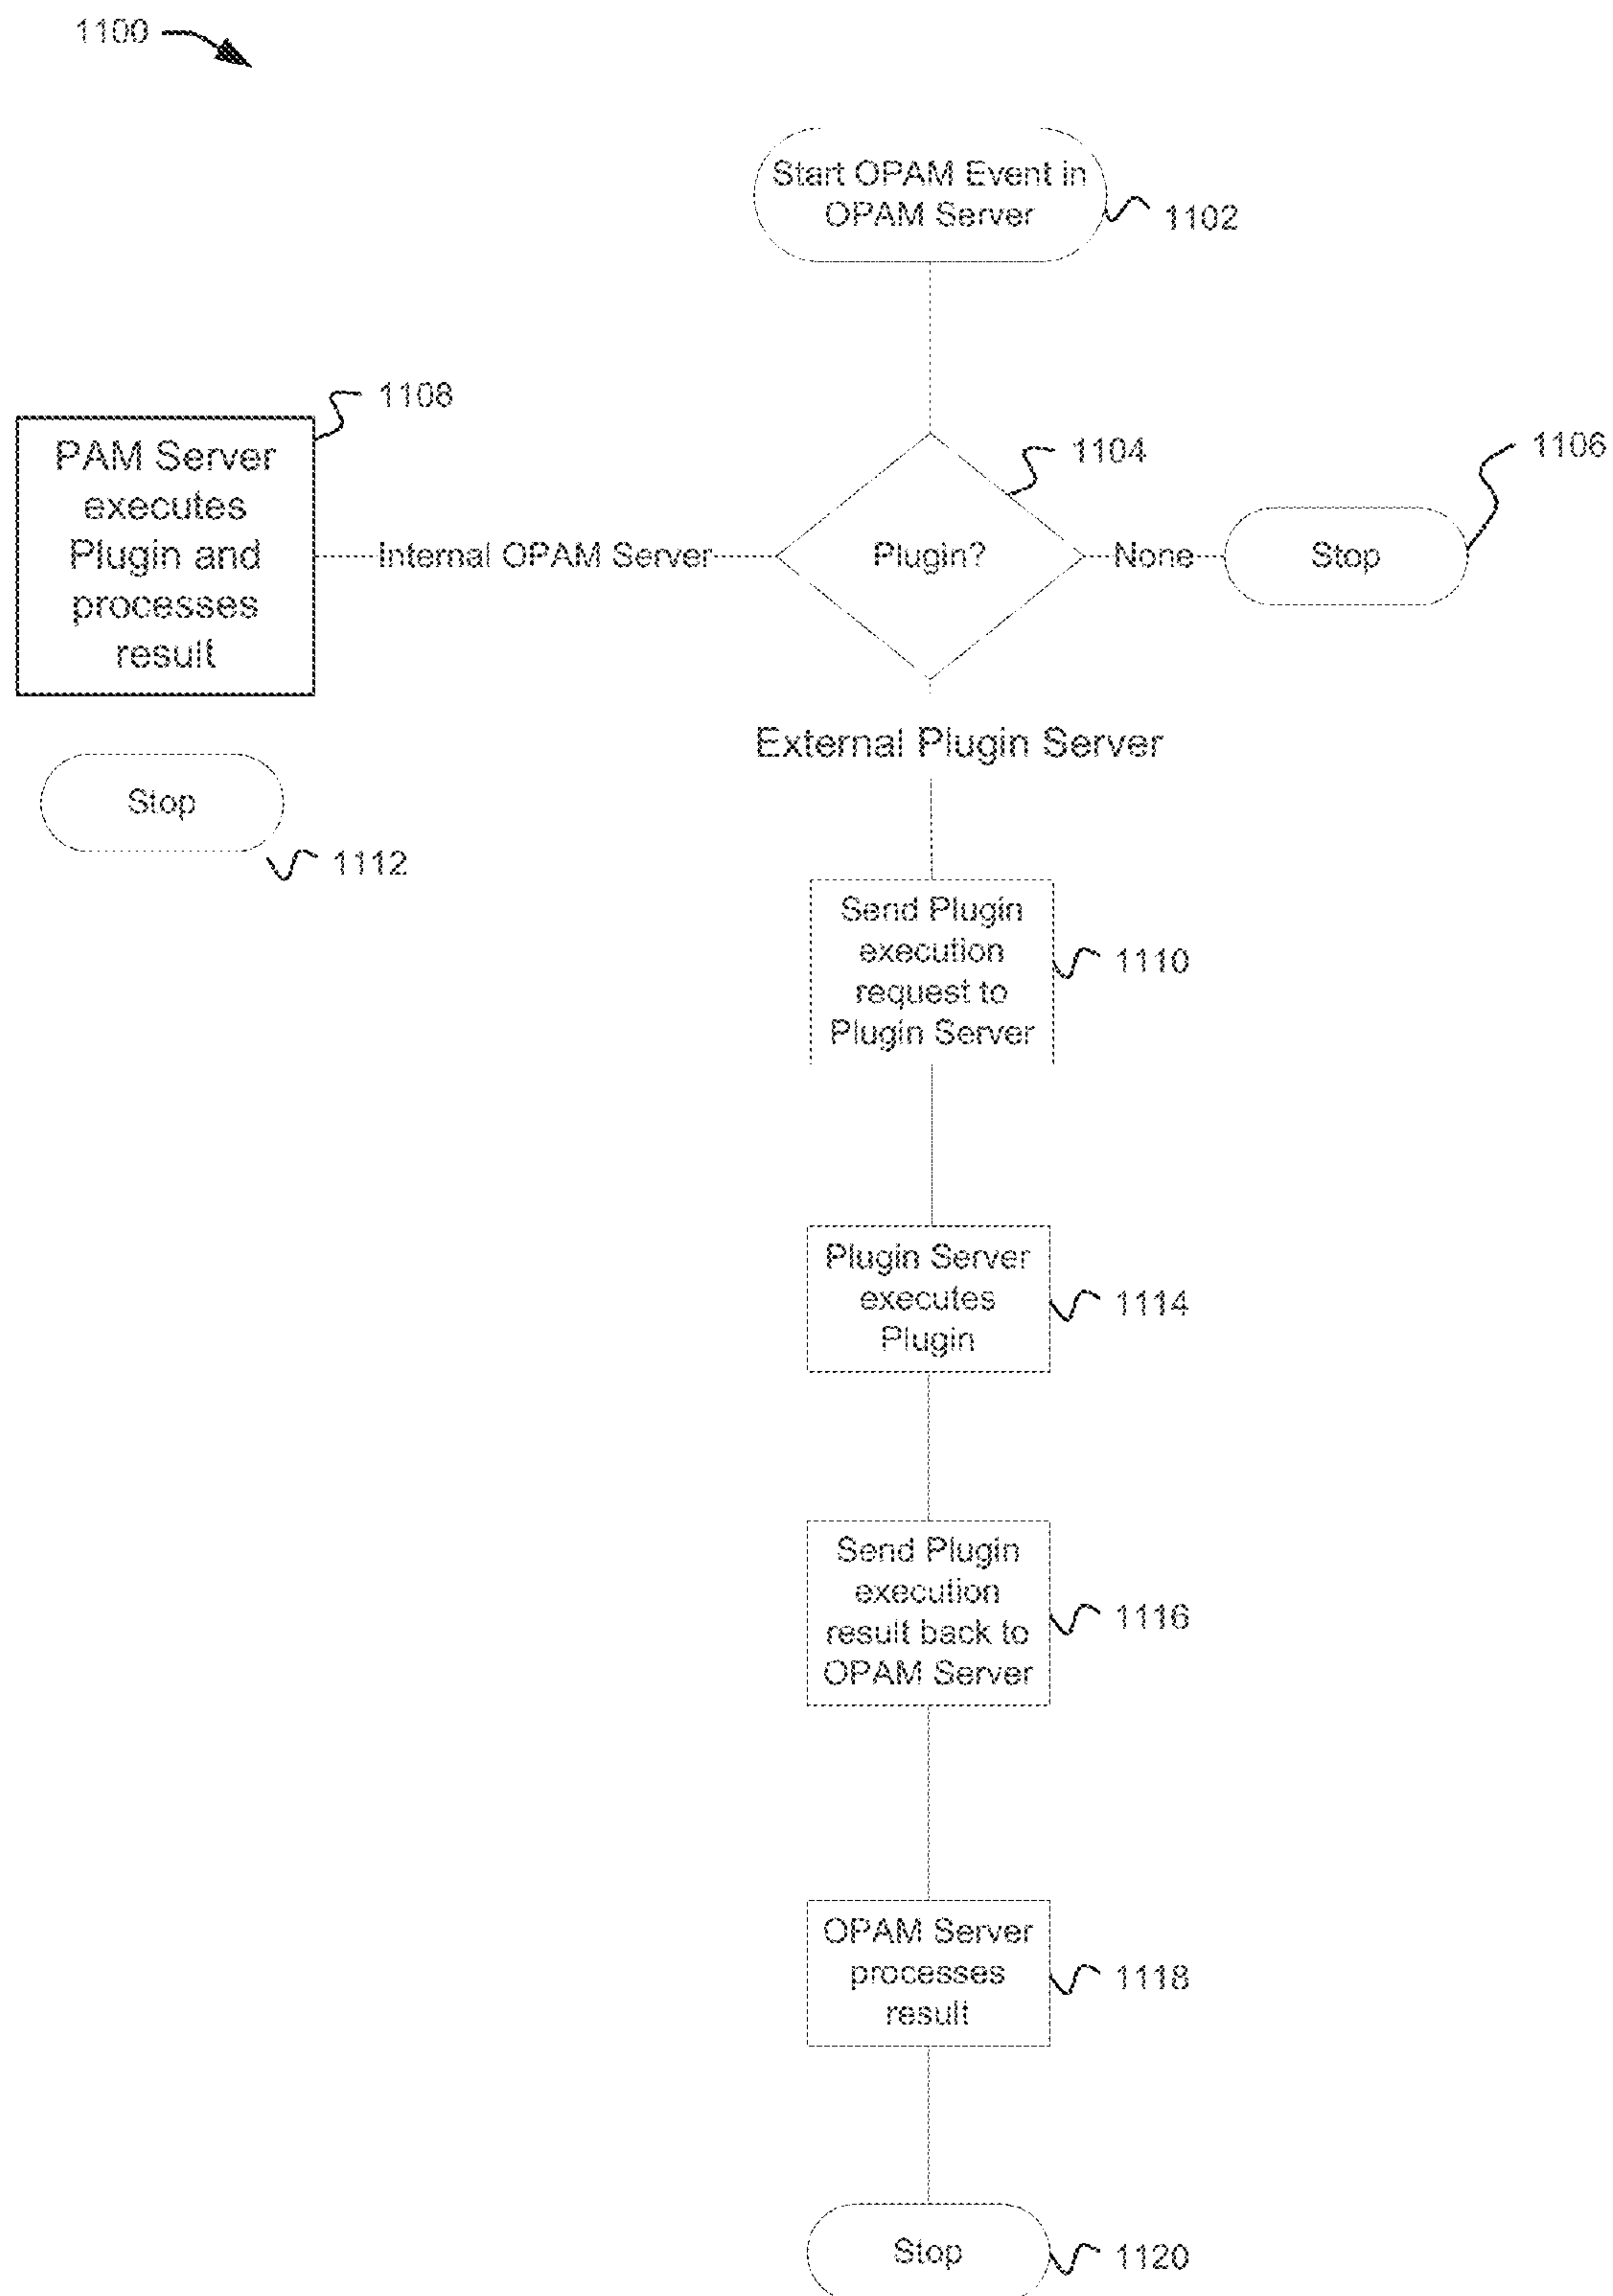 1100
Start OPAM Event in
OPAM Server
1102
1108
PAM Server
executes
Plugin and
processes
result
Internal OPAM Server
1104
Plugin?
None
1106
Stop
Stop
1112
External Plugin Server
Send Plugin
execution
request to
Plugin Server
1110
Plugin Server
executes
Plugin
1114
Send Plugin
execution
result back to
OPAM Server
1116
OPAM Server
processes
result
1118
Stop
1120